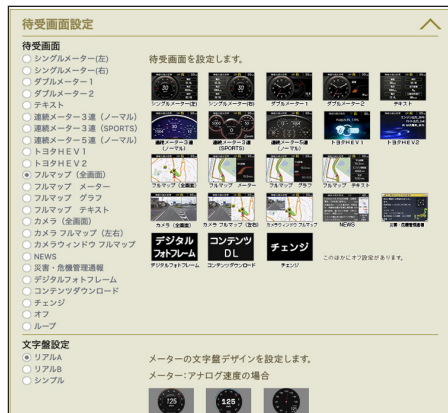 待受画面設定
待受画面
シングルメーター(左)
シングルメーター(右)
ダブルメーター１
ダブルメーター２
テキスト
連続メーター３連（ノーマル）
連続メーター３連（SPORTS）
連続メーター５連（ノーマル）
トヨタＨＥＶ１
トヨタＨＥＶ２
フルマップ（全画面）
フルマップ　メーター
フルマップ　グラフ
フルマップ　テキスト
カメラ（全画面）
カメラ フルマップ（左右）
カメラウィンドウ フルマップ
NEWS
災害・危機管理通報
デジタルフォトフレーム
コンテンツダウンロード
チェンジ
オフ
ループ
待受画面を設定します。
シングルメーター(左)
シングルメーター(右)
ダブルメーター１
ダブルメーター２
テキスト
連続メーター３連
（ノーマル）
連続メーター３連
(SPORTS)
連続メーター５連
（ノーマル）
トヨタＨＥＶ１
トヨタＨＥＶ２
フルマップ（全画面）
フルマップ　メーター
フルマップ　グラフ
フルマップ　テキスト
カメラ（全画面）
カメラ フルマップ（左右）
カメラウィンドウ フルマップ
NEWS
災害・危機管理通報
デジタル
フォトフレーム
コンテンツ
DL
チェンジ
デジタルフォトフレーム
コンテンツダウンロード
チェンジ
このほかにオフ設定があります。
文字盤設定
リアルA
リアルB
シンプル
メーターの文字盤デザインを設定します。
メーター：アナログ速度の場合
125
125